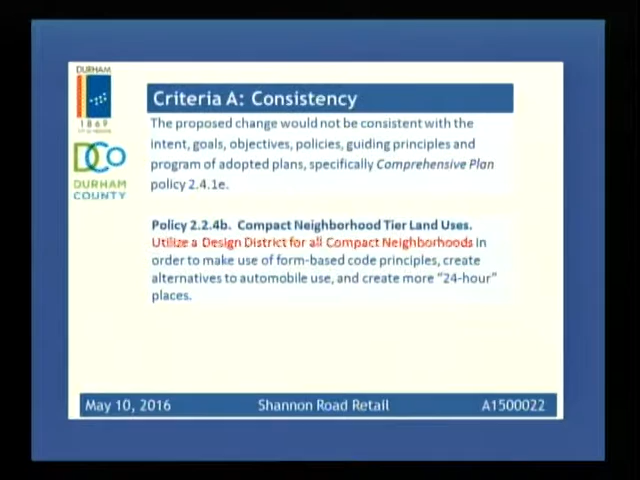 DURHAM
1869
CITY OF MEDICINE
DCO
DURHAM
COUNTY
Criteria A: Consistency
The proposed change would not be consistent with the
intent, goals, objectives, policies, guiding principles and
program of adopted plans, specifically Comprehensive Plan
policy 2.4.1e.
Policy 2.2.4b. Compact Neighborhood Tier Land Uses.
Utilize a Design District for all Compact Neighborhoods in
order to make use of form-based code principles, create
alternatives to automobile use, and create more "24-hour"
places.
May 10, 2016 Shannon Road Retail A1500022